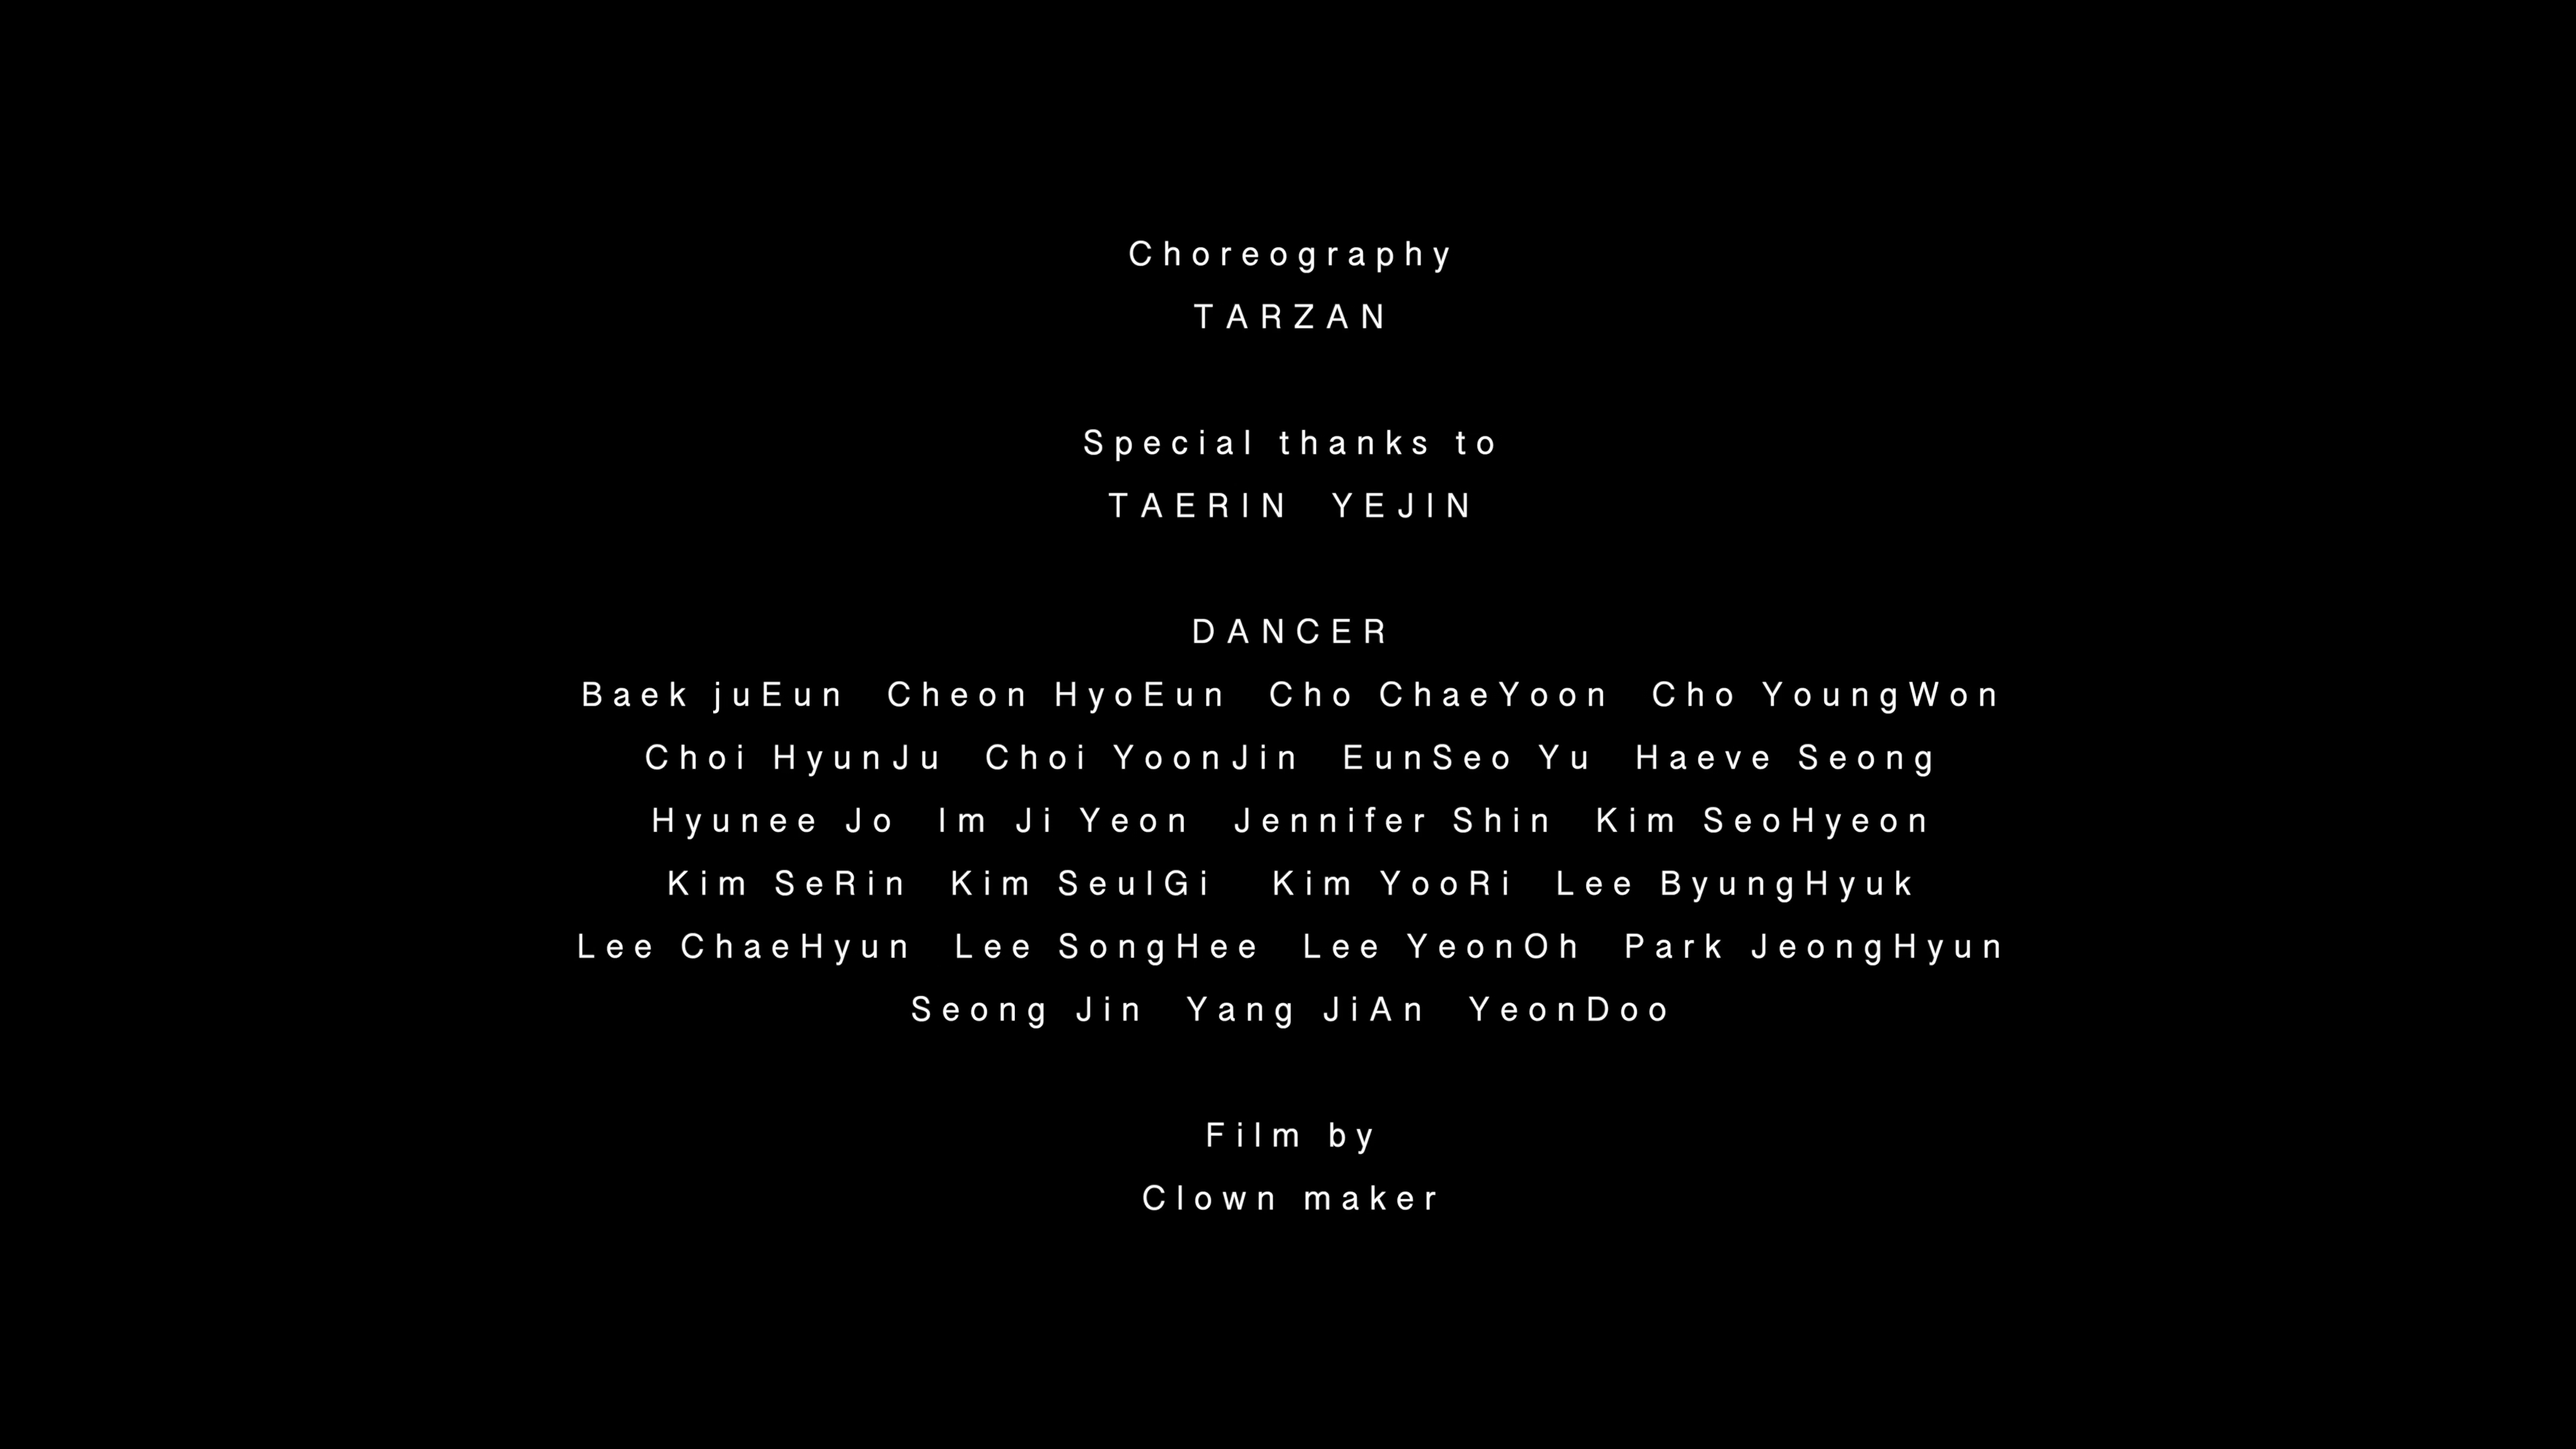 Choreography
TARZAN
Special thanks to
TAERIN YEJIN
DANCER
Baek juEun Cheon HyoEun Cho ChaeYoon Cho YoungWon
Choi HyunJu Choi YoonJin EunSeo Yu Haeve Seong
Hyunee Jo Im Ji Yeon Jennifer Shin Kim SeoHyeon
Kim SeRin Kim SeulGi Kim YooRi Lee ByungHyuk
Lee ChaeHyun Lee SongHee Lee YeonOh Park JeongHyun
Seong Jin Yang JiAn YeonDoo
Film by
Clown maker